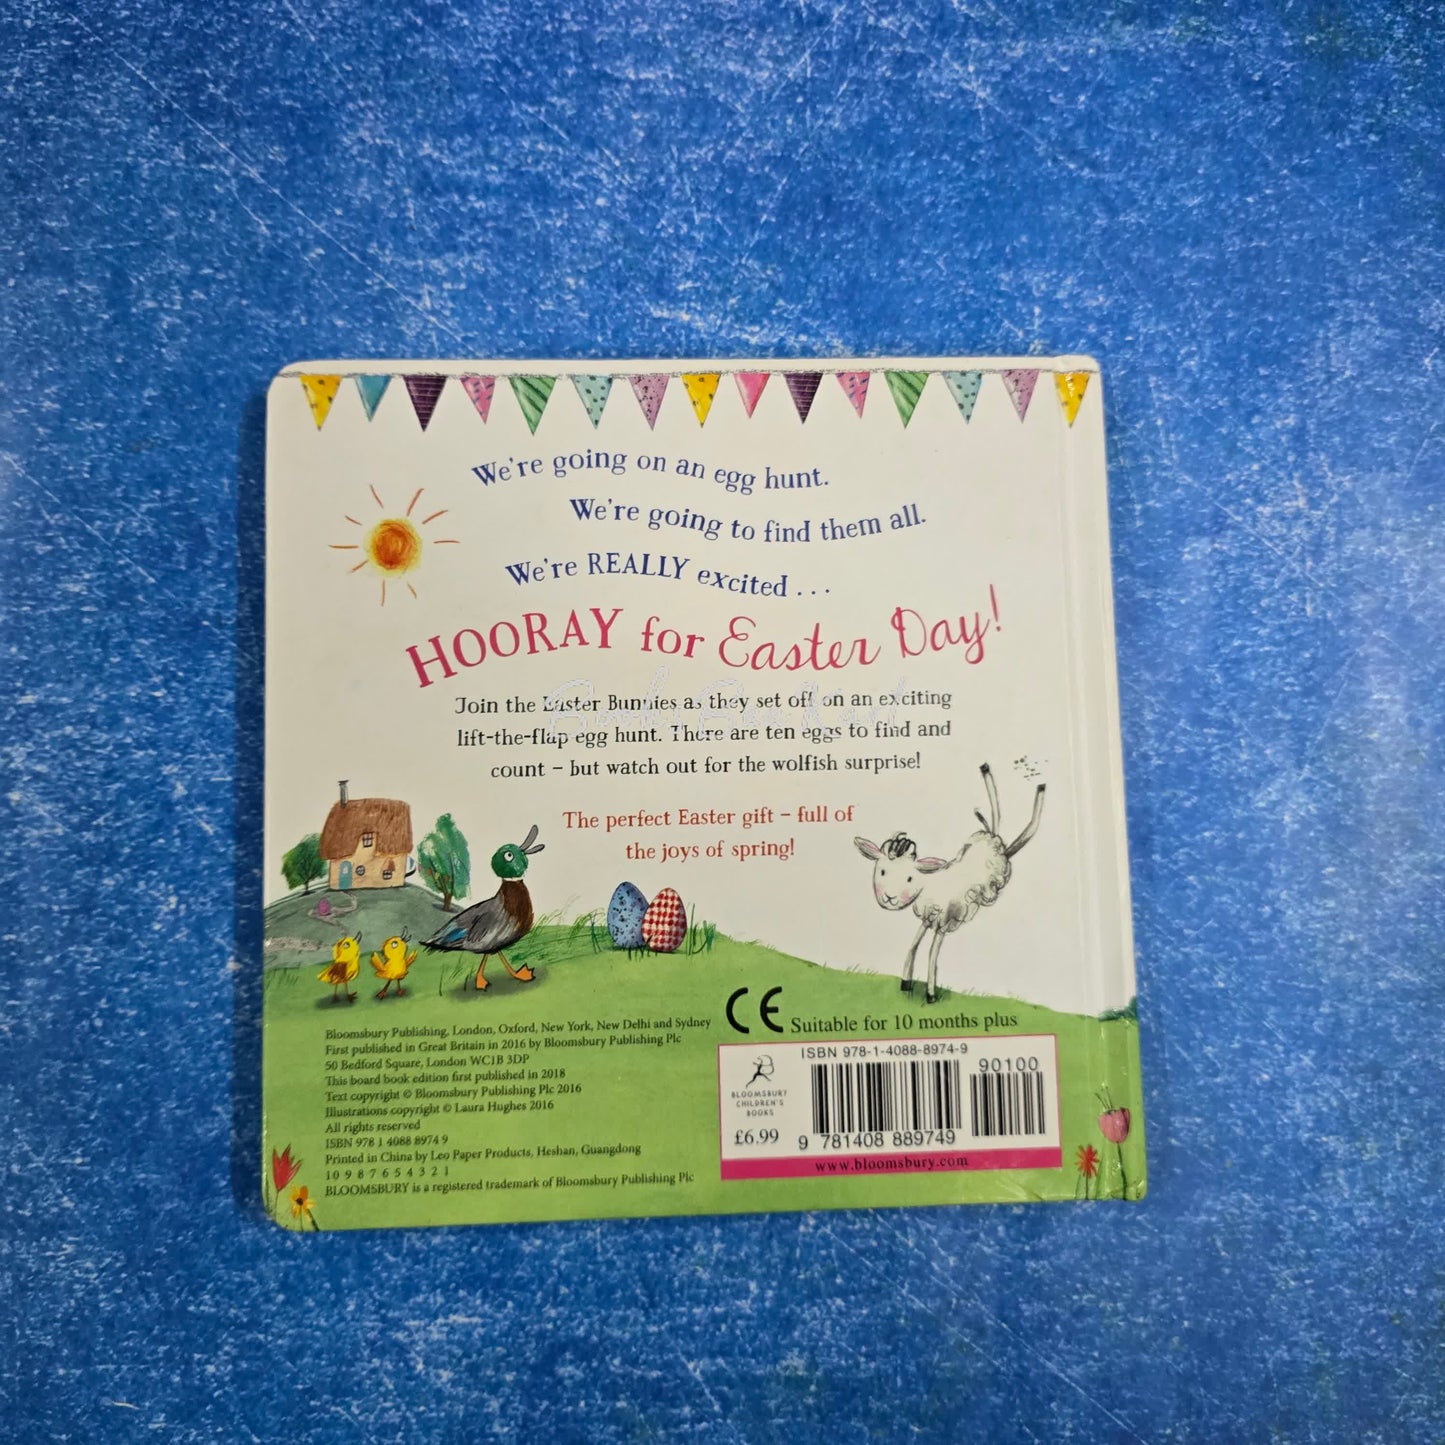 We're going on an egg hunt.
We're going to find them all.
We're REALLY excited . . .
HOORAY for Easter Day!
Join the Easter Bunnies as they set off on an exciting
lift-the-flap egg hunt. There are ten eggs to find and
count – but watch out for the wolfish surprise!
The perfect Easter gift – full of
the joys of spring!
Bloomsbury Publishing, London, Oxford, New York, New Delhi and Sydney
First published in Great Britain in 2016 by Bloomsbury Publishing Plc
50 Bedford Square, London WC1B 3DP
This board book edition first published in 2018
Text copyright © Bloomsbury Publishing Plc 2016
Illustrations copyright © Laura Hughes 2016
All rights reserved
ISBN 978 1 4088 8974 9
Printed in China by Leo Paper Products, Heshan, Guangdong
10 9 8 7 6 5 4 3 2 1
BLOOMSBURY is a registered trademark of Bloomsbury Publishing Plc
CE Suitable for 10 months plus
ISBN 978-1-4088-8974-9
90100
BLOOMSBURY
CHILDREN'S
BOOKS
£6.99
9 781408 889749
www.bloomsbury.com